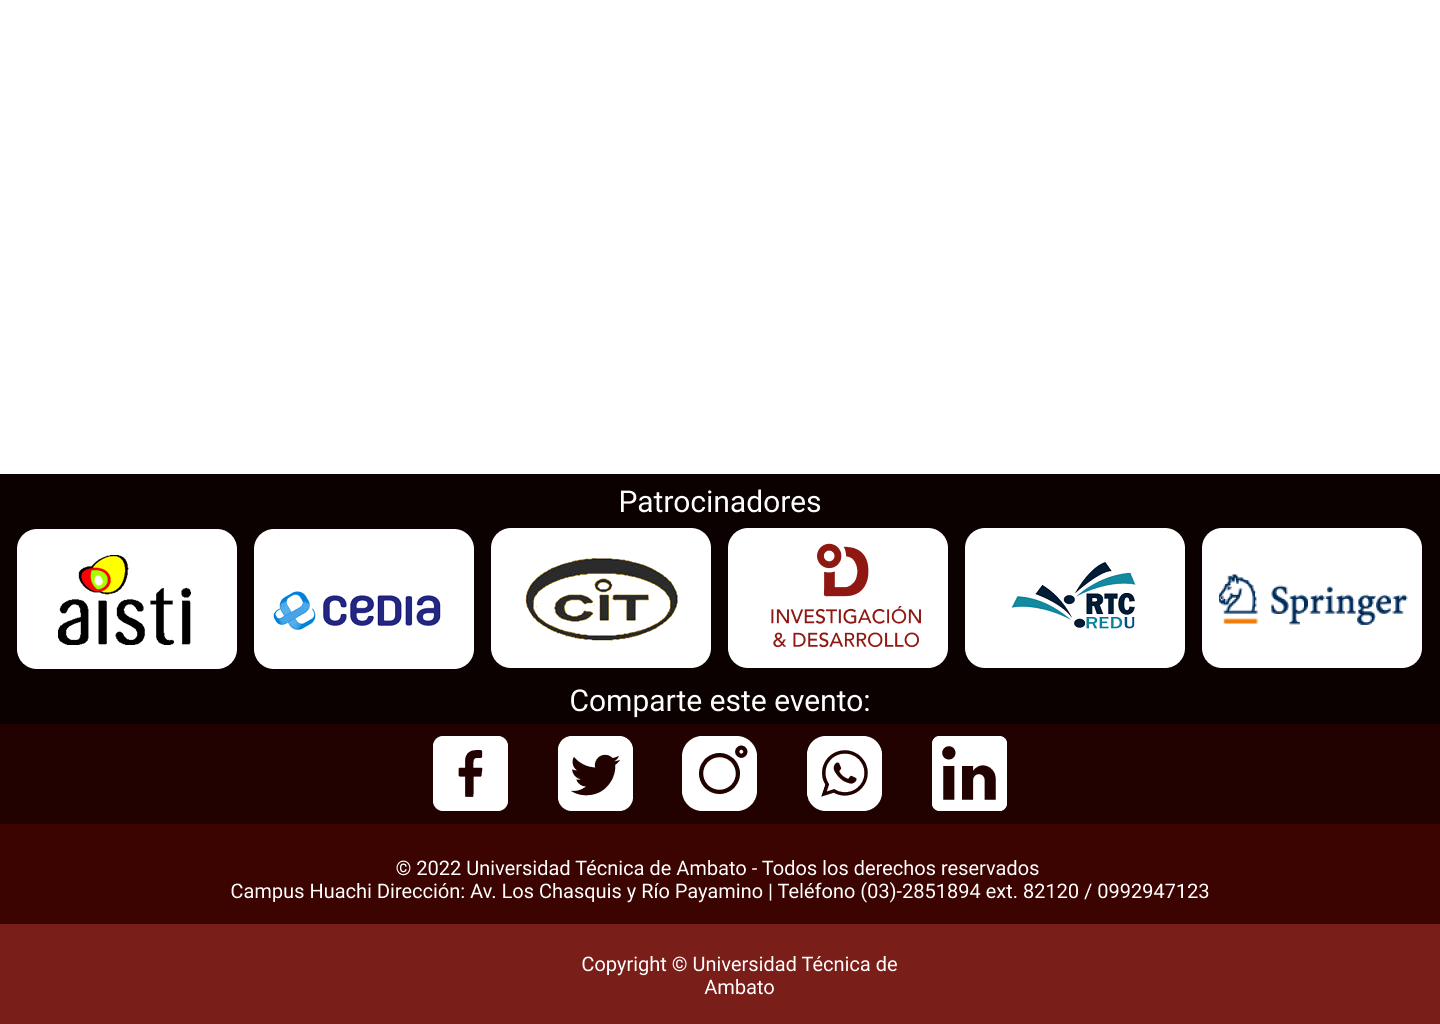 Patrocinadores
aisti
CEDIA
CIT
INVESTIGACIÓN
& DESARROLLO
RTC
REDU
Springer
Comparte este evento:
in
© 2022 Universidad Técnica de Ambato - Todos los derechos reservados
Campus Huachi Dirección: Av. Los Chasquis y Río Payamino | Teléfono (03)-2851894 ext. 82120 / 0992947123
Copyright © Universidad Técnica de
Ambato